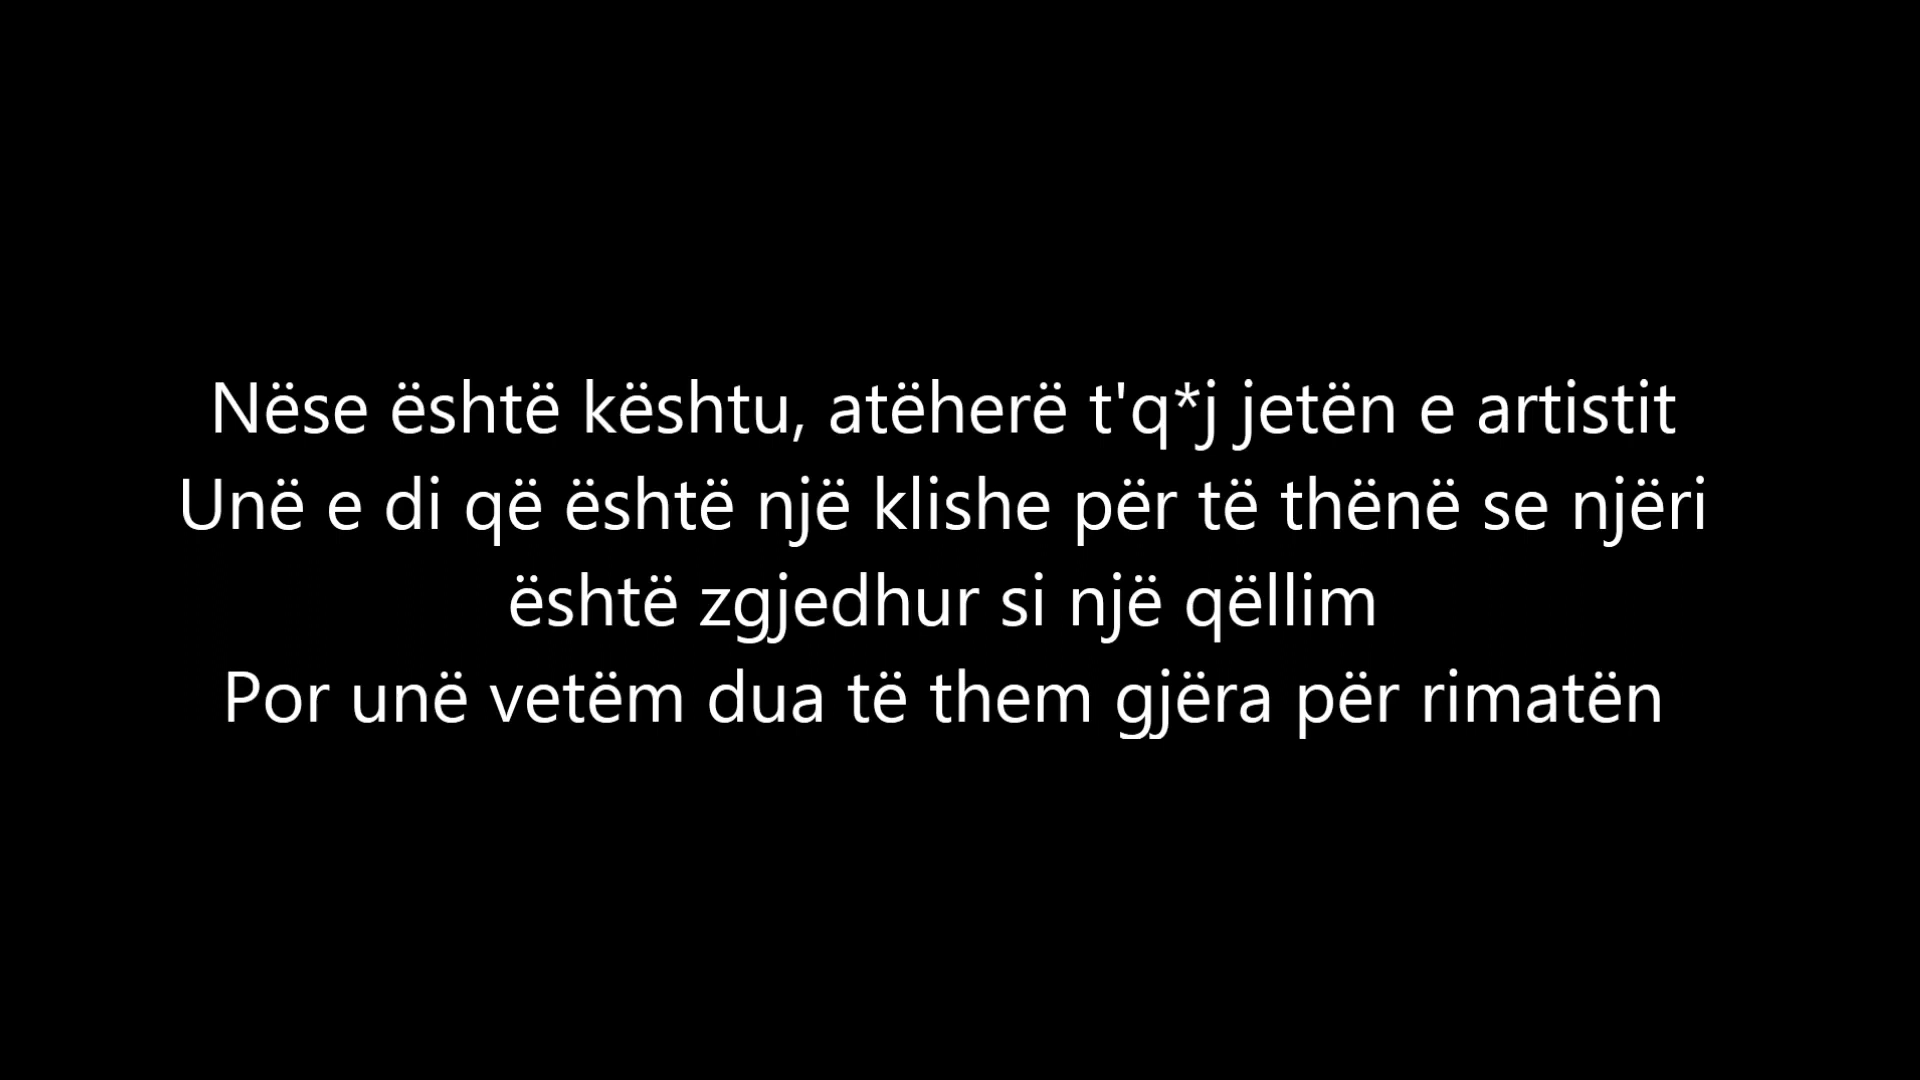 Nëse është kështu, atëherë t'q*j jetën e artistit
Unë e di që është një klishe për të thënë se njëri
është zgjedhur si një qëllim
Por unë vetëm dua të them gjëra për rimatën